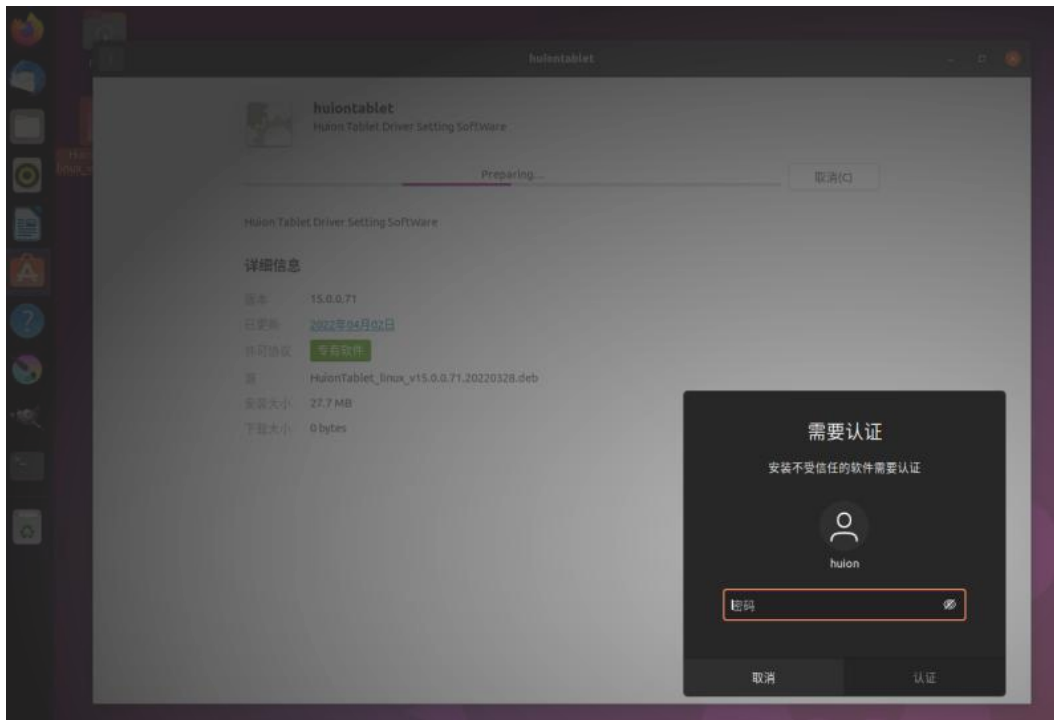 huiontablet
huiontablet
Huion Tablet Driver Setting SoftWare
Preparing...
取消(C)
Huion Tablet Driver Setting SoftWare
详细信息
版本 15.0.0.71
已更新 2022年04月02日
许可协议 专有软件
源 HuionTablet_linux_v15.0.0.71.20220328.deb
安装大小 27.7 MB
下载大小 0 bytes
需要认证
安装不受信任的软件需要认证
huion
密码
取消 认证